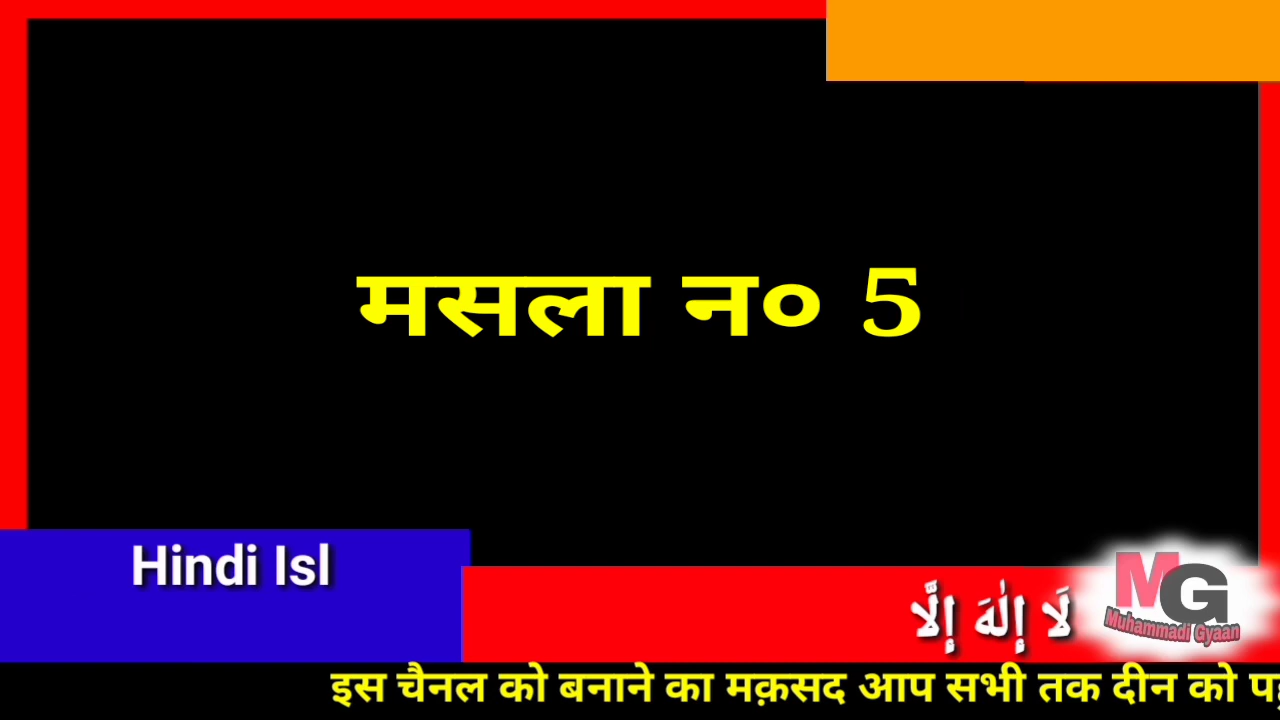 मसला न० 5
Hindi Isl
لَا إِلٰهَ إِلَّا
MG
Muhammadi Gyaan
इस चैनल को बनाने का मक़सद आप सभी तक दीन को